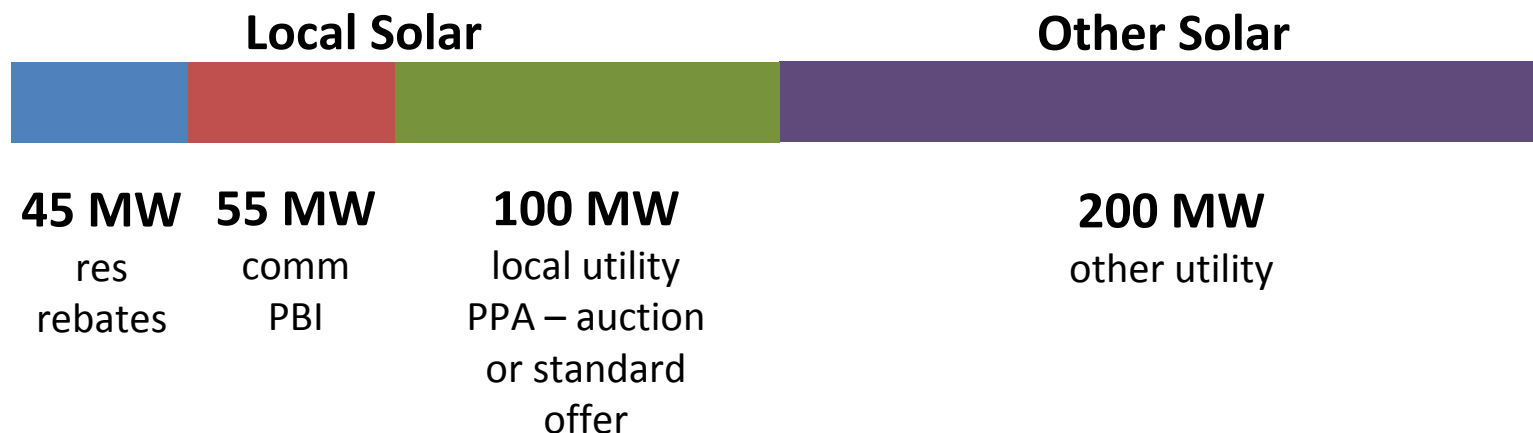 Local Solar
Other Solar
45 MW
res
rebates
55 MW
comm
PBI
100 MW
local utility
PPA – auction
or standard
offer
200 MW
other utility